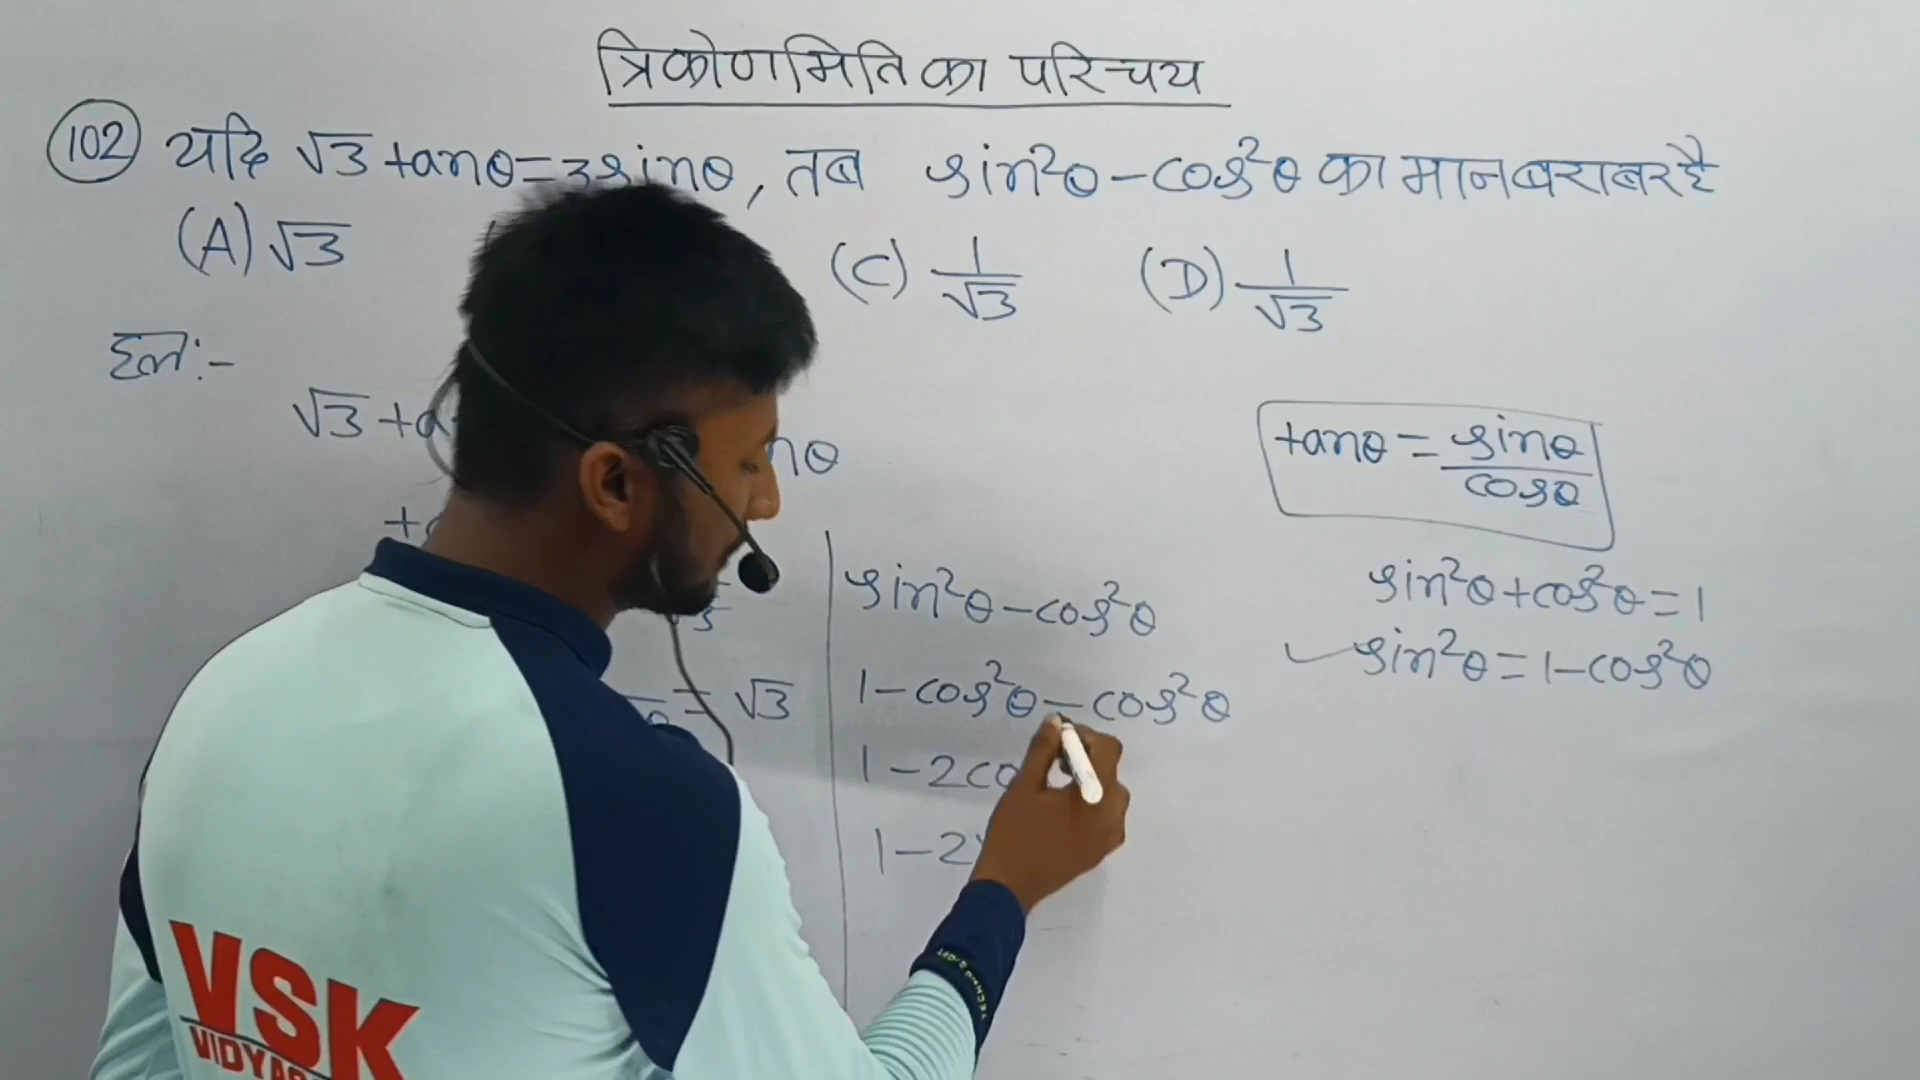 त्रिकोणमिति का परिचय
(102) यदि √3 tanθ=3sinθ, तब sin²θ-cos²θ का मान बराबर है
(A) √3 (C) 1/√3 (D) 1/√3
हल:-
√3 ta nθ
tanθ = sinθ/cosθ
sin²θ-cos²θ
sin²θ+cos²θ=1
sin²θ=1-cos²θ
= √3
1-cos²θ-cos²θ
1-2co
1-2
VSK